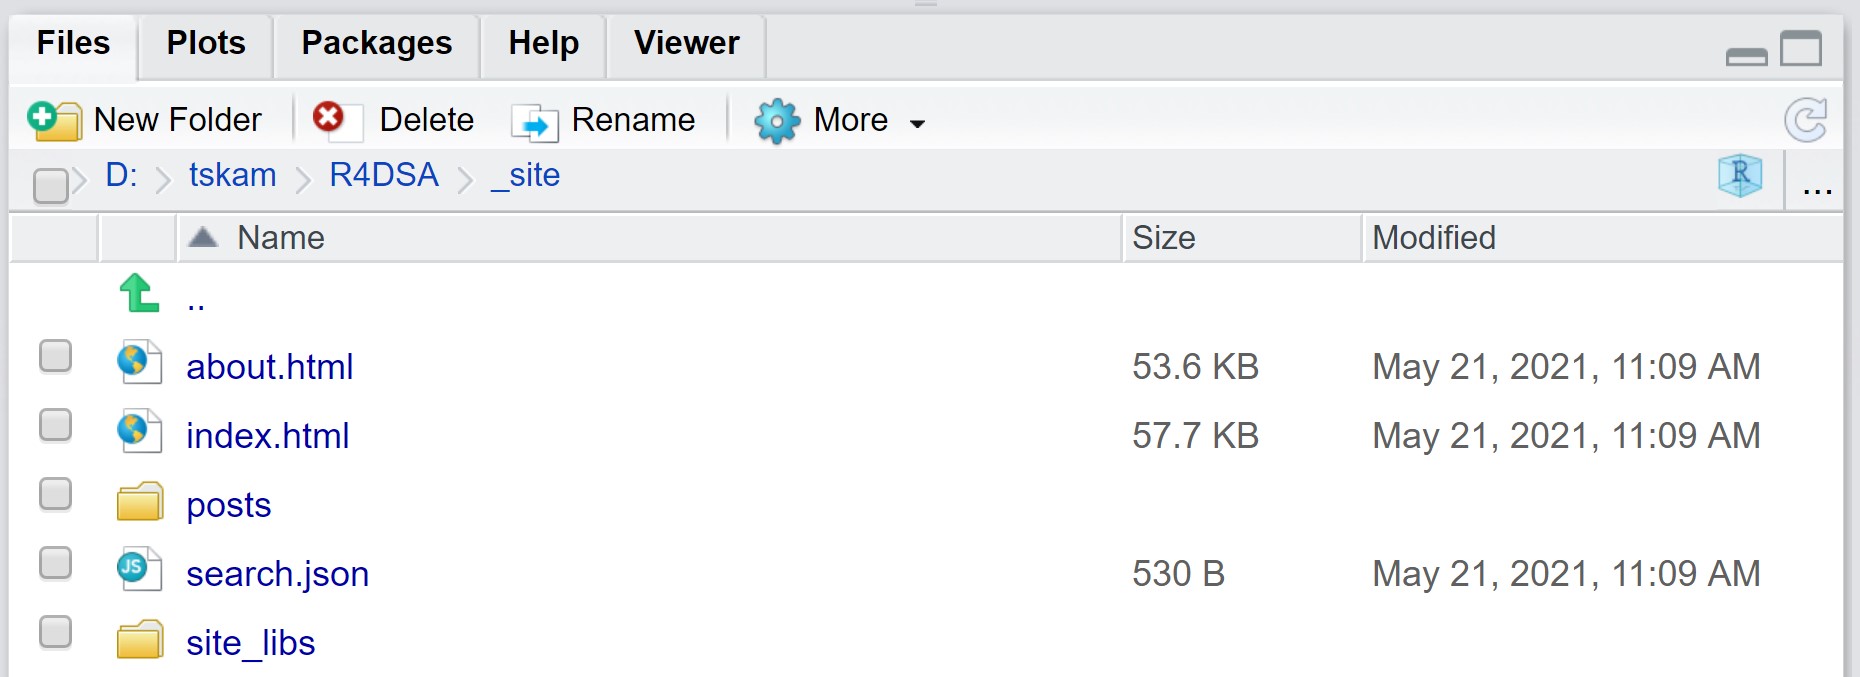 Files Plots Packages Help Viewer
New Folder Delete Rename More
D: tskam R4DSA _site R ...
Name Size Modified
..
about.html 53.6 KB May 21, 2021, 11:09 AM
index.html 57.7 KB May 21, 2021, 11:09 AM
posts
JS search.json 530 B May 21, 2021, 11:09 AM
site_libs